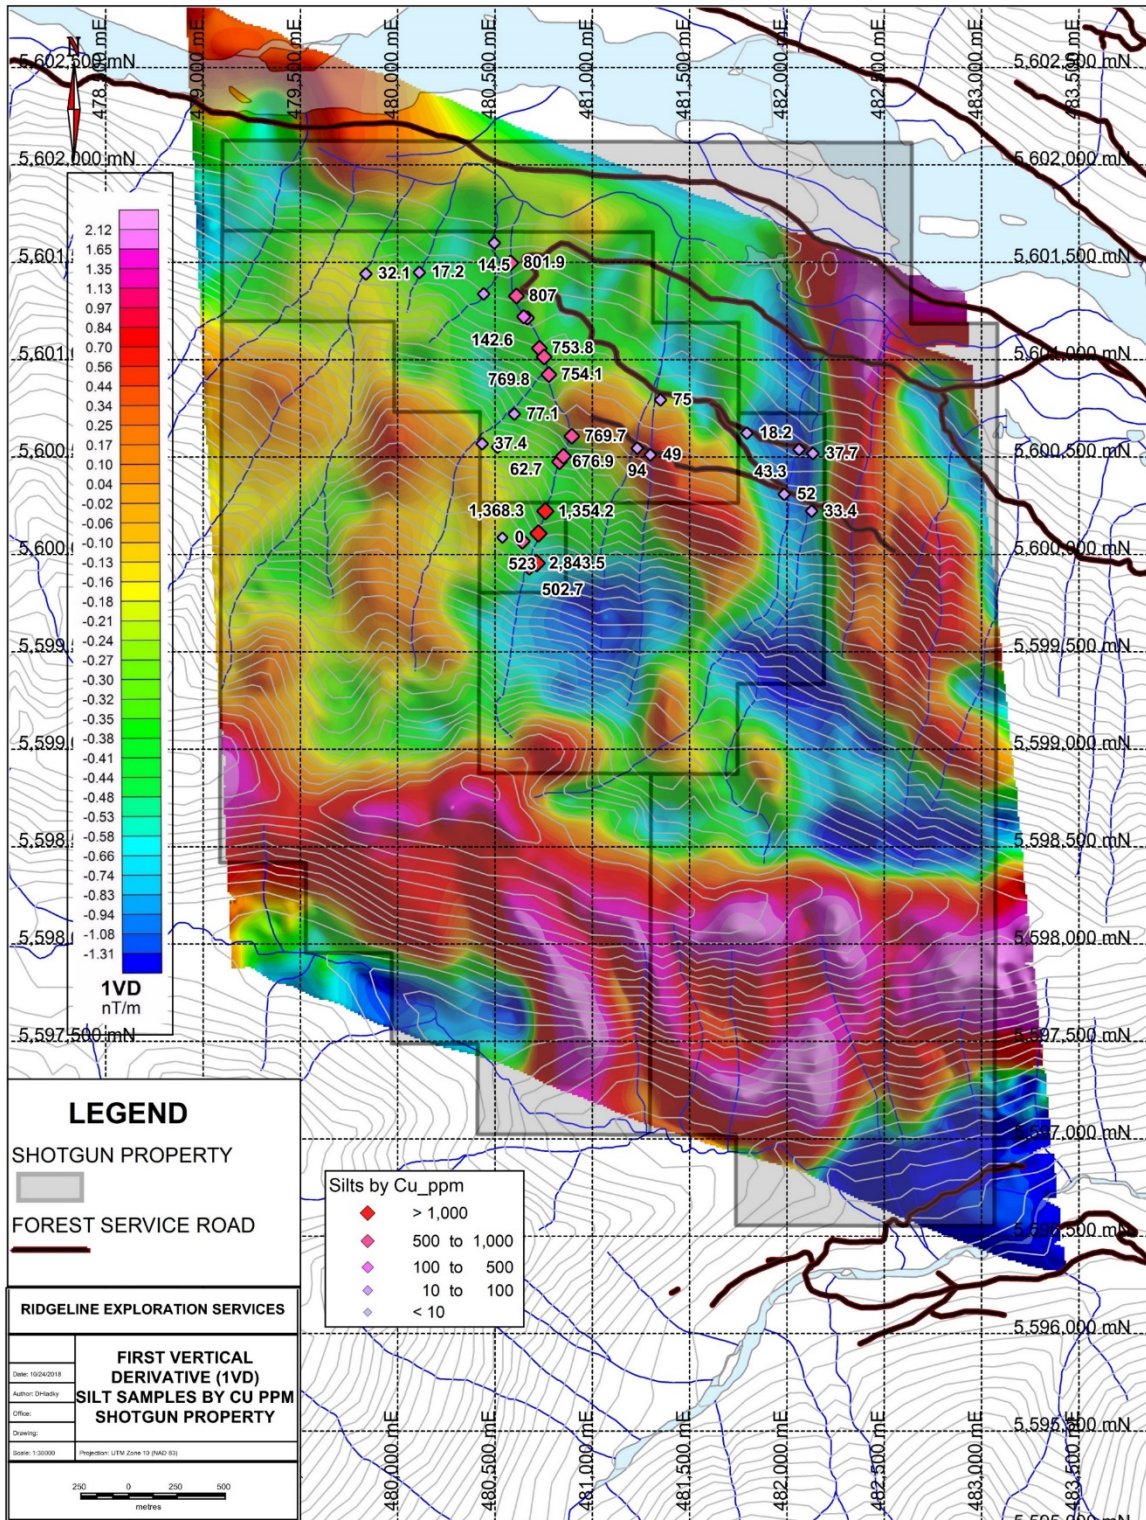 478,500 mE
479,000 mE
479,500 mE
480,000 mE
480,500 mE
481,000 mE
481,500 mE
482,000 mE
482,500 mE
483,000 mE
483,500 mE
N
5,602,500 mN
5,602,500 mN
5,602,000 mN
5,602,000 mN
5,601,500 mN
5,601,000 mN
5,600,500 mN
5,600,000 mN
5,599,500 mN
5,599,000 mN
5,598,500 mN
5,598,000 mN
5,597,500 mN
5,597,500 mN
5,597,000 mN
5,596,500 mN
5,596,000 mN
5,595,500 mN
2.12
1.65
1.35
1.13
0.97
0.84
0.70
0.56
0.44
0.34
0.25
0.17
0.10
0.04
-0.02
-0.06
-0.10
-0.13
-0.16
-0.18
-0.21
-0.24
-0.27
-0.30
-0.32
-0.35
-0.38
-0.41
-0.44
-0.48
-0.53
-0.58
-0.66
-0.74
-0.83
-0.94
-1.08
-1.31
1VD
nT/m
32.1
17.2
14.5
801.9
807
142.6
753.8
769.8
754.1
75
77.1
37.4
769.7
18.2
62.7
676.9
49
94
43.3
37.7
52
33.4
1,368.3
1,354.2
0
523
2,843.5
502.7
LEGEND
SHOTGUN PROPERTY
FOREST SERVICE ROAD
Silts by Cu_ppm
> 1,000
500 to 1,000
100 to 500
10 to 100
< 10
RIDGELINE EXPLORATION SERVICES
FIRST VERTICAL
DERIVATIVE (1VD)
SILT SAMPLES BY CU PPM
SHOTGUN PROPERTY
Date: 10/24/2018
Author: DHladky
Office:
Drawing:
Scale: 1:30000
Projection: UTM Zone 10 (NAD 83)
250 0 250 500
metres
480,000 mE
480,500 mE
481,000 mE
481,500 mE
482,000 mE
482,500 mE
483,000 mE
483,500 mE